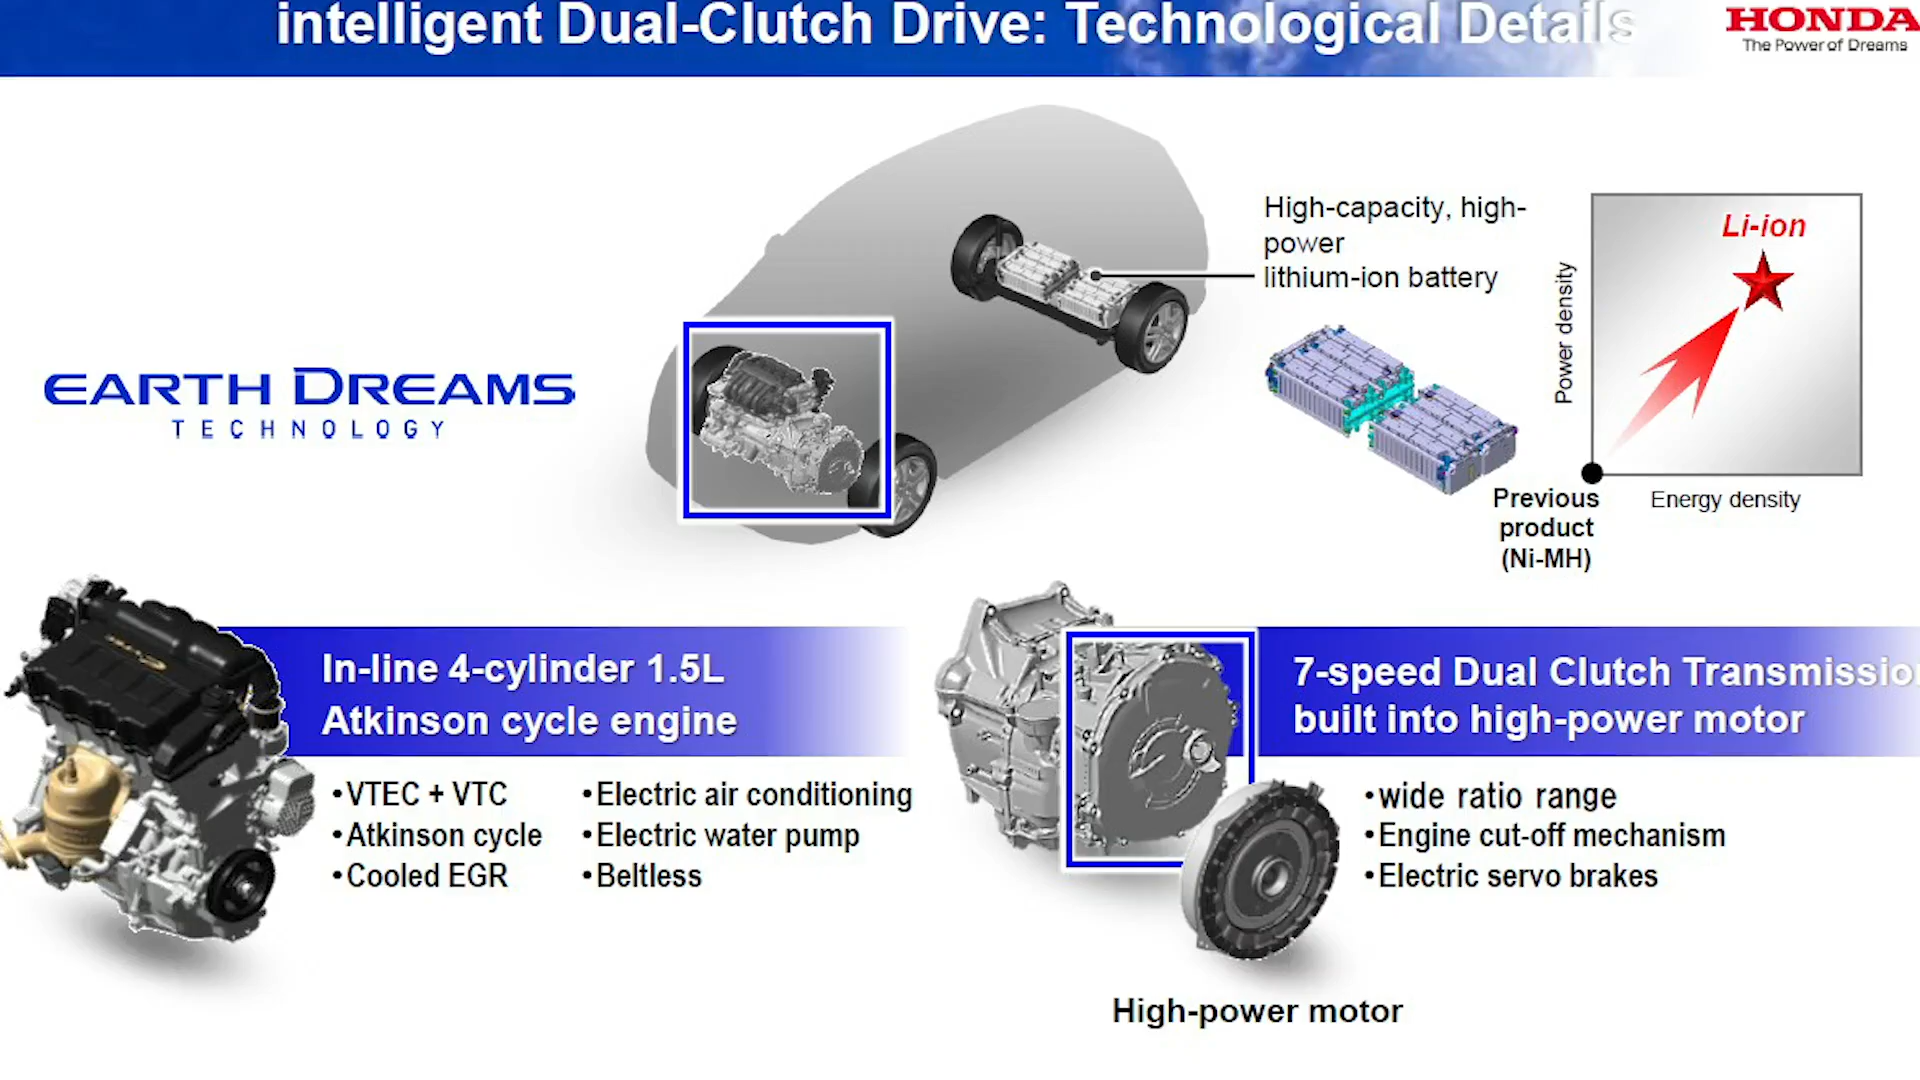 intelligent Dual-Clutch Drive: Technological Details
HONDA
The Power of Dreams
High-capacity, high-
power
lithium-ion battery
Li-ion
Power density
Energy density
Previous
product
(Ni-MH)
EARTH DREAMS
TECHNOLOGY
In-line 4-cylinder 1.5L
Atkinson cycle engine
•VTEC + VTC
•Atkinson cycle
•Cooled EGR
•Electric air conditioning
•Electric water pump
•Beltless
7-speed Dual Clutch Transmission
built into high-power motor
•wide ratio range
•Engine cut-off mechanism
•Electric servo brakes
High-power motor